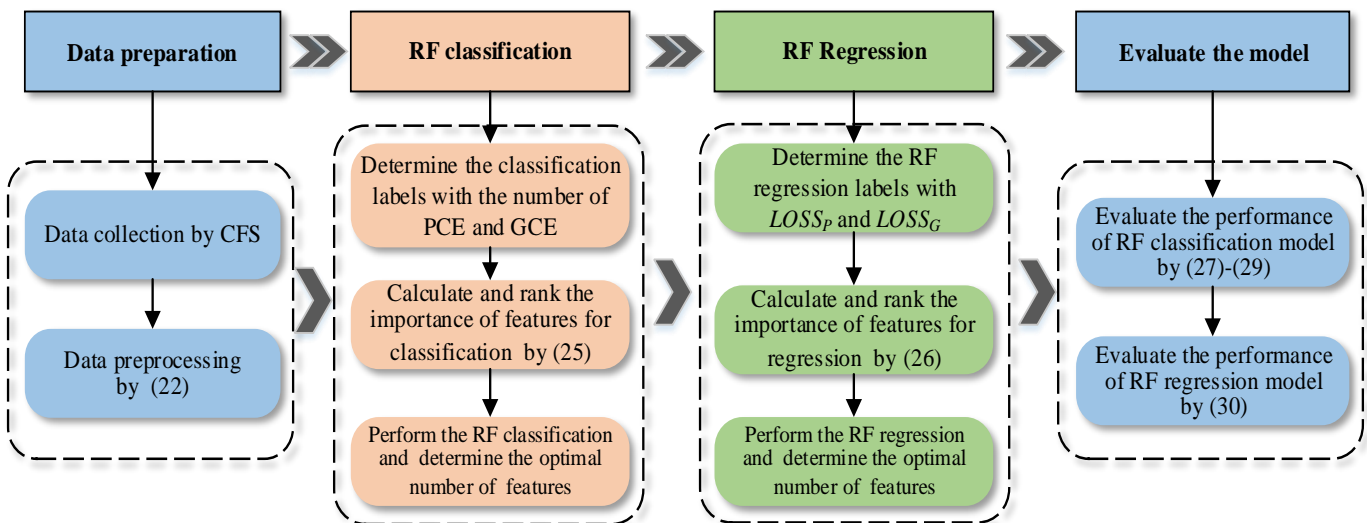 Data preparation
RF classification
RF Regression
Evaluate the model
Data collection by CFS
Data preprocessing
by (22)
Determine the classification
labels with the number of
PCE and GCE
Calculate and rank the
importance of features for
classification by (25)
Perform the RF classification
and determine the optimal
number of features
Determine the RF
regression labels with
LOSSP and LOSSG
Calculate and rank the
importance of features for
regression by (26)
Perform the RF regression
and determine the optimal
number of features
Evaluate the performance
of RF classification model
by (27)-(29)
Evaluate the performance
of RF regression model
by (30)